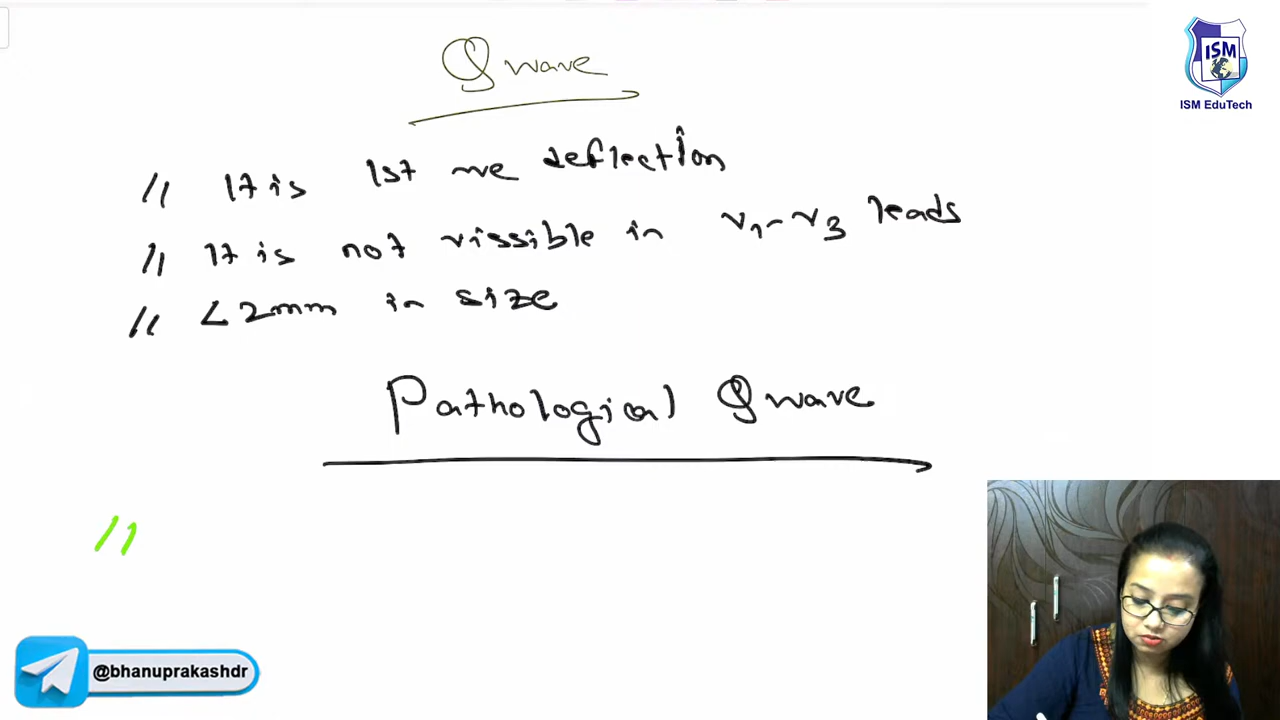 Q wave
// It is 1st -ve deflection
// It is not vissible in V1-V3 leads
// <2mm in size
Pathological Q wave
//
ISM
ISM EduTech
@bhanuprakashdr